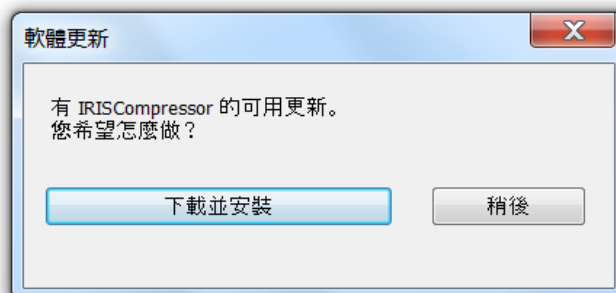 軟體更新
有 IRISCompressor 的可用更新。
您希望怎麼做？
下載並安裝
稍後